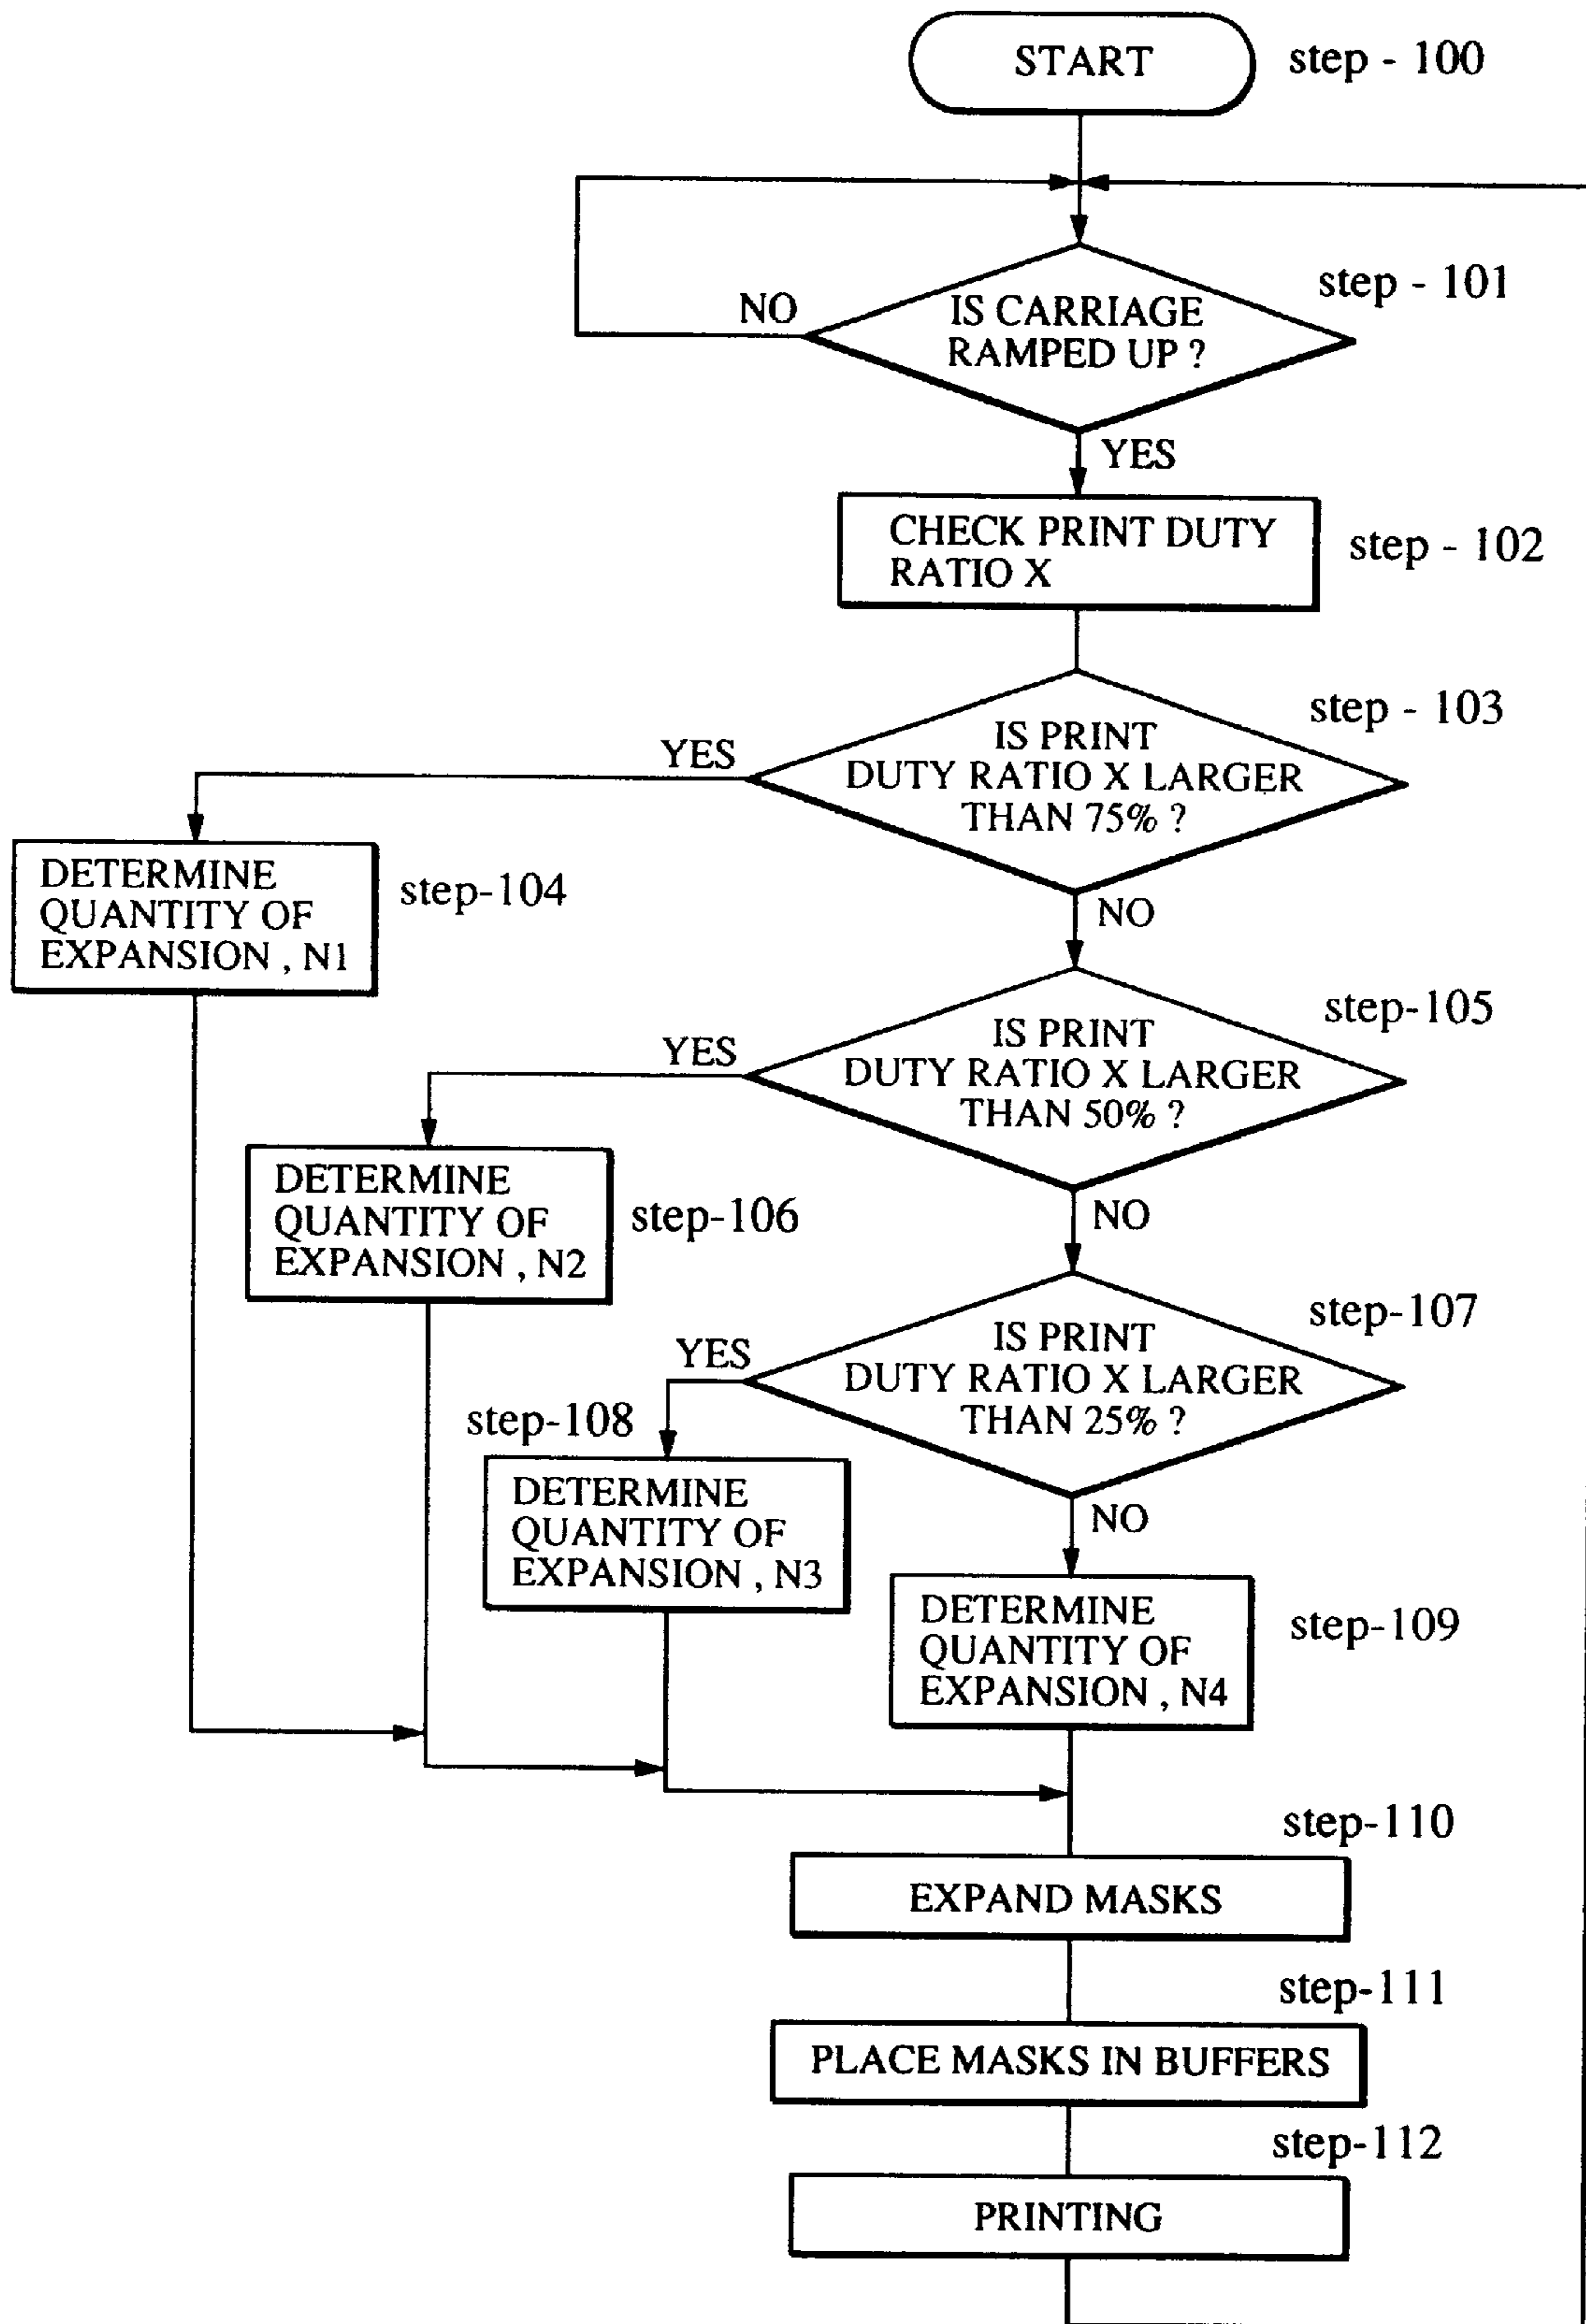 START
step - 100
step - 101
IS CARRIAGE
RAMPED UP ?
NO
YES
CHECK PRINT DUTY
RATIO X
step - 102
step - 103
IS PRINT
DUTY RATIO X LARGER
THAN 75% ?
YES
DETERMINE
QUANTITY OF
EXPANSION , N1
step-104
NO
step-105
IS PRINT
DUTY RATIO X LARGER
THAN 50% ?
YES
DETERMINE
QUANTITY OF
EXPANSION , N2
step-106
NO
step-107
IS PRINT
DUTY RATIO X LARGER
THAN 25% ?
YES
step-108
DETERMINE
QUANTITY OF
EXPANSION , N3
NO
DETERMINE
QUANTITY OF
EXPANSION , N4
step-109
step-110
EXPAND MASKS
step-111
PLACE MASKS IN BUFFERS
step-112
PRINTING